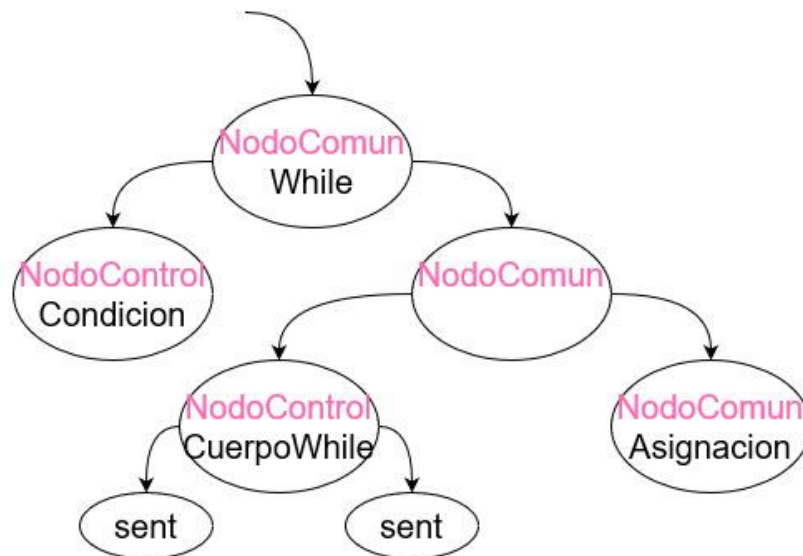 NodoComun
While
NodoControl
Condicion
NodoComun
NodoControl
CuerpoWhile
NodoComun
Asignacion
sent
sent